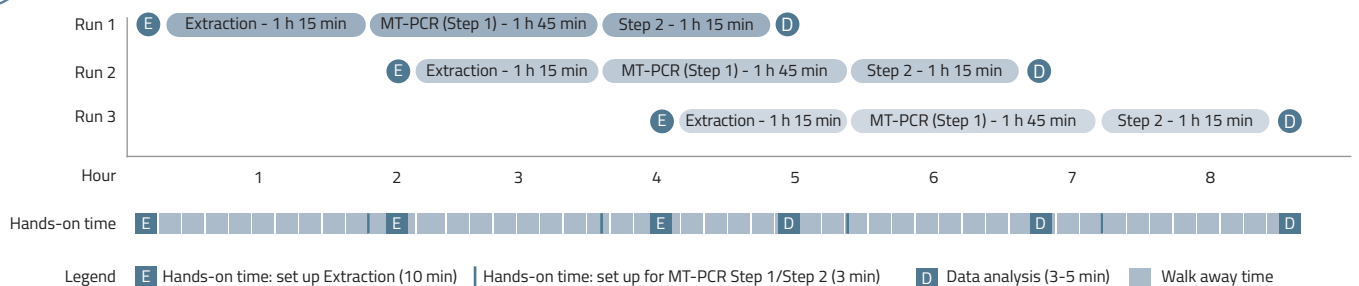 Run 1 E Extraction - 1 h 15 min MT-PCR (Step 1) - 1 h 45 min Step 2 - 1 h 15 min D
Run 2 E Extraction - 1 h 15 min MT-PCR (Step 1) - 1 h 45 min Step 2 - 1 h 15 min D
Run 3 E Extraction - 1 h 15 min MT-PCR (Step 1) - 1 h 45 min Step 2 - 1 h 15 min D
Hour 1 2 3 4 5 6 7 8
Hands-on time E E E D D D
Legend E Hands-on time: set up Extraction (10 min) Hands-on time: set up for MT-PCR Step 1/Step 2 (3 min) D Data analysis (3-5 min) Walk away time